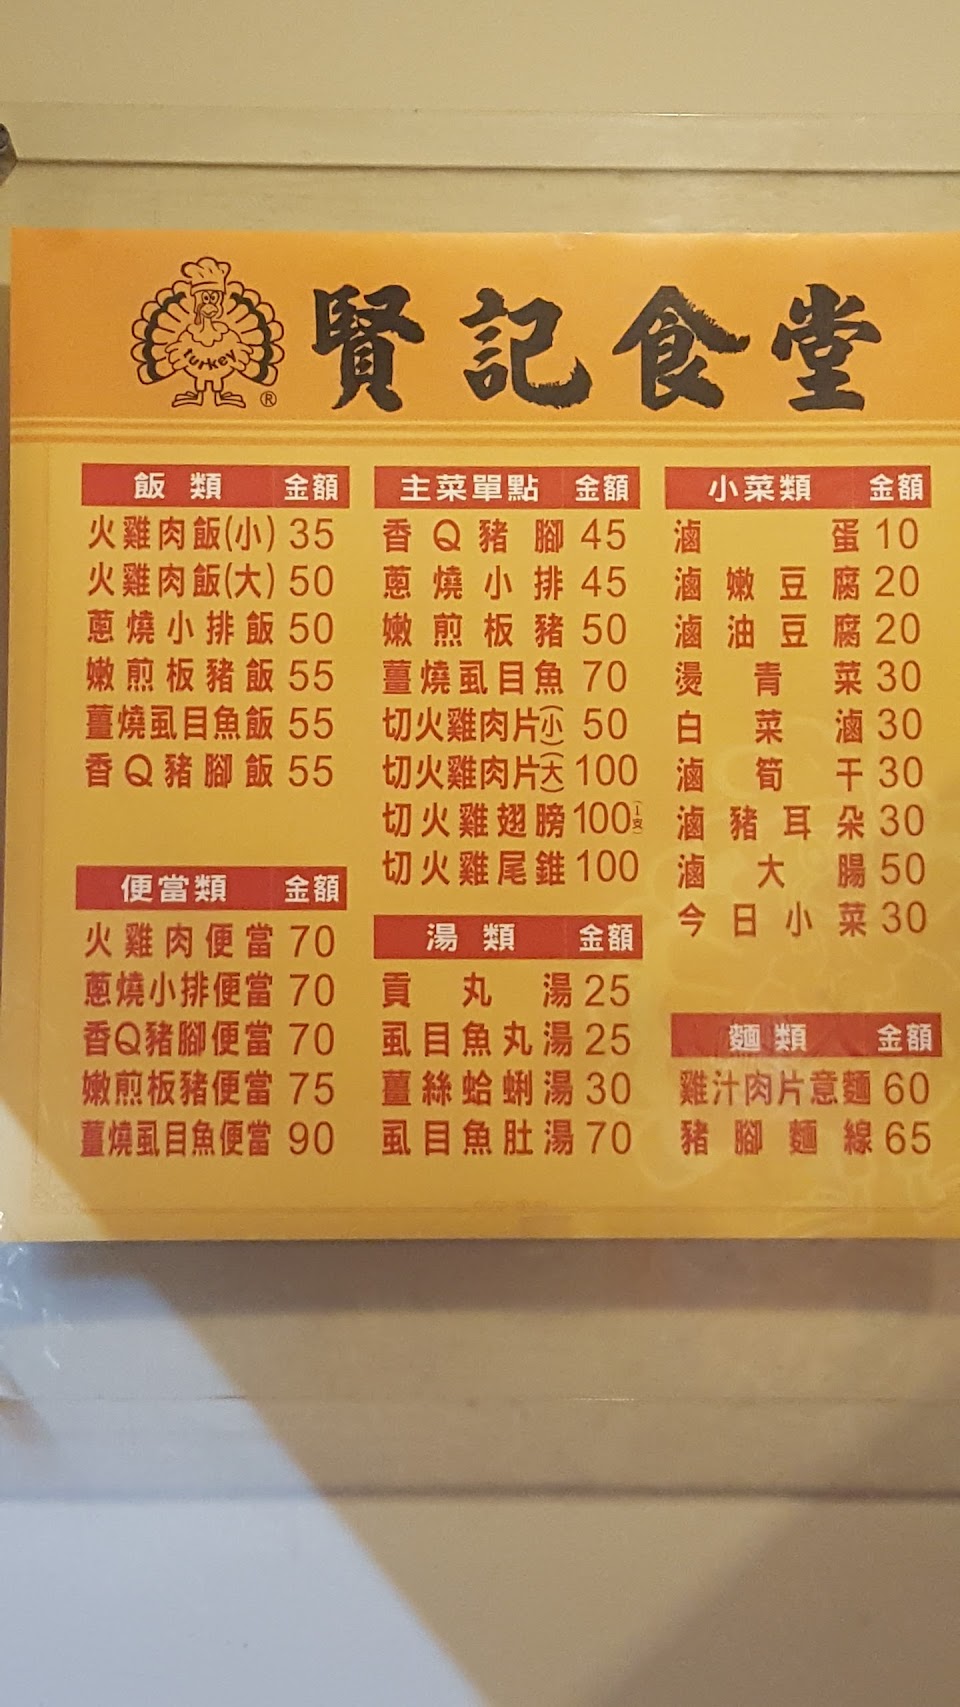 turkey
®
賢記食堂
飯類 金額
火雞肉飯(小) 35
火雞肉飯(大) 50
蔥燒小排飯 50
嫩煎板豬飯 55
薑燒虱目魚飯 55
香Q豬腳飯 55
便當類 金額
火雞肉便當 70
蔥燒小排便當 70
香Q豬腳便當 70
嫩煎板豬便當 75
薑燒虱目魚便當 90
主菜單點 金額
香Q豬腳 45
蔥燒小排 45
嫩煎板豬 50
薑燒虱目魚 70
切火雞肉片(小) 50
切火雞肉片(大) 100
切火雞翅膀 100(1支)
切火雞尾錐 100
湯類 金額
貢丸湯 25
虱目魚丸湯 25
薑絲蛤蜊湯 30
虱目魚肚湯 70
小菜類 金額
滷蛋 10
滷嫩豆腐 20
滷油豆腐 20
燙青菜 30
白菜滷 30
滷筍干 30
滷豬耳朵 30
滷大腸 50
今日小菜 30
麵類 金額
雞汁肉片意麵 60
豬腳麵線 65